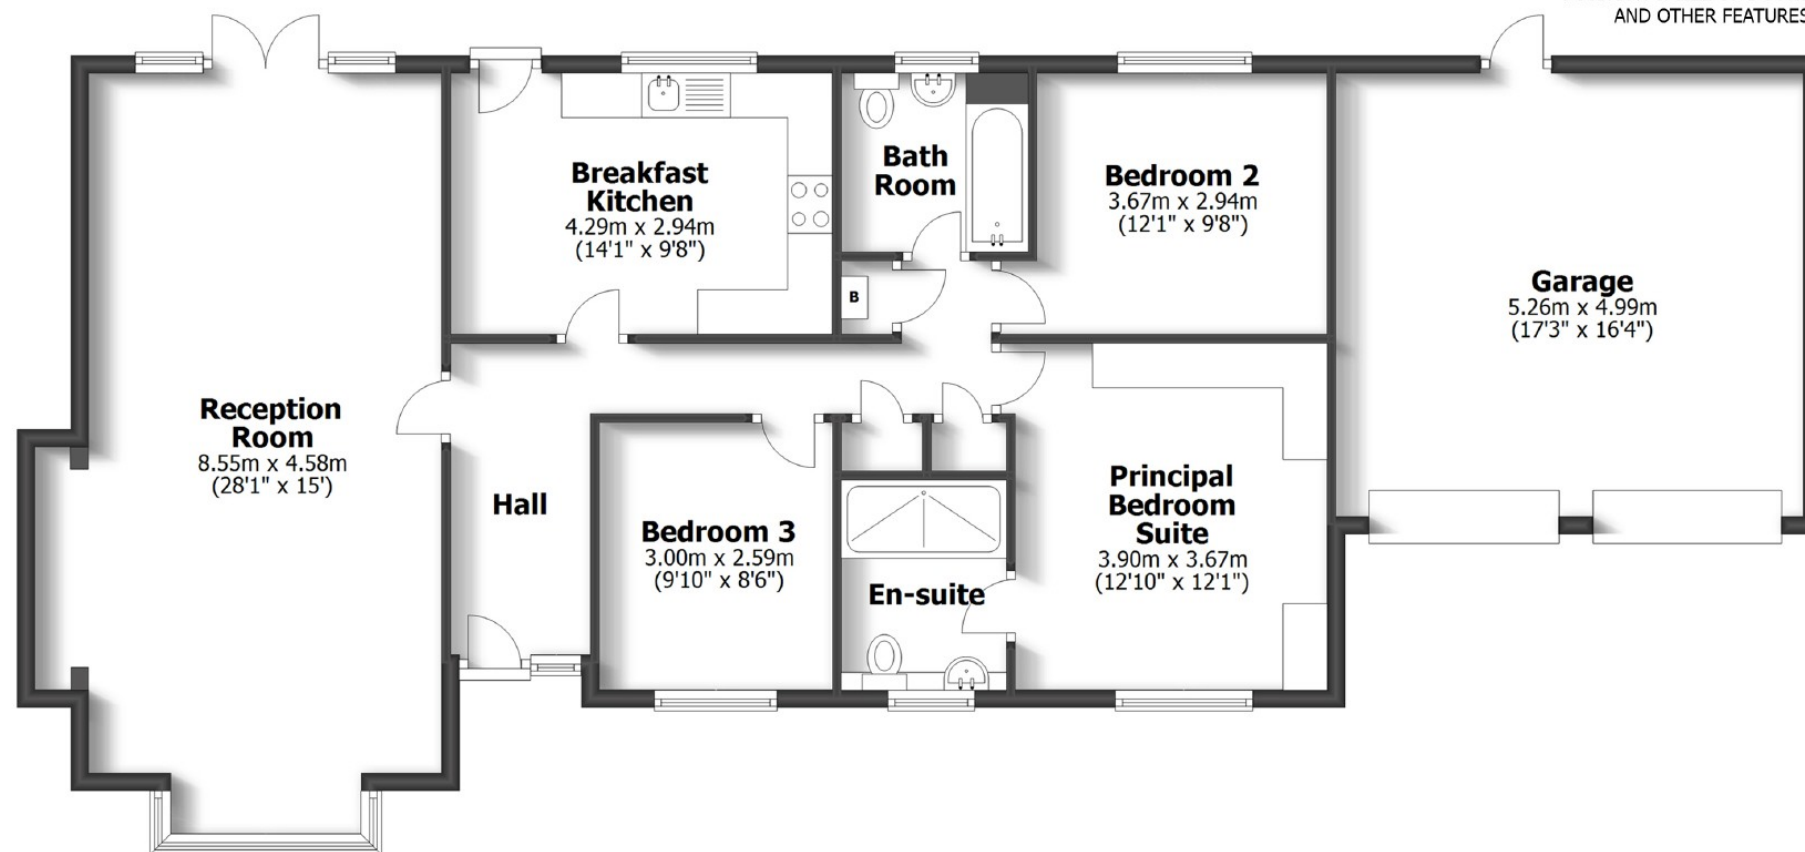 AND OTHER FEATURES
Breakfast
Kitchen
4.29m x 2.94m
(14'1" x 9'8")
Bath
Room
Bedroom 2
3.67m x 2.94m
(12'1" x 9'8")
Garage
5.26m x 4.99m
(17'3" x 16'4")
B
Reception
Room
8.55m x 4.58m
(28'1" x 15')
Hall
Bedroom 3
3.00m x 2.59m
(9'10" x 8'6")
En-suite
Principal
Bedroom
Suite
3.90m x 3.67m
(12'10" x 12'1")